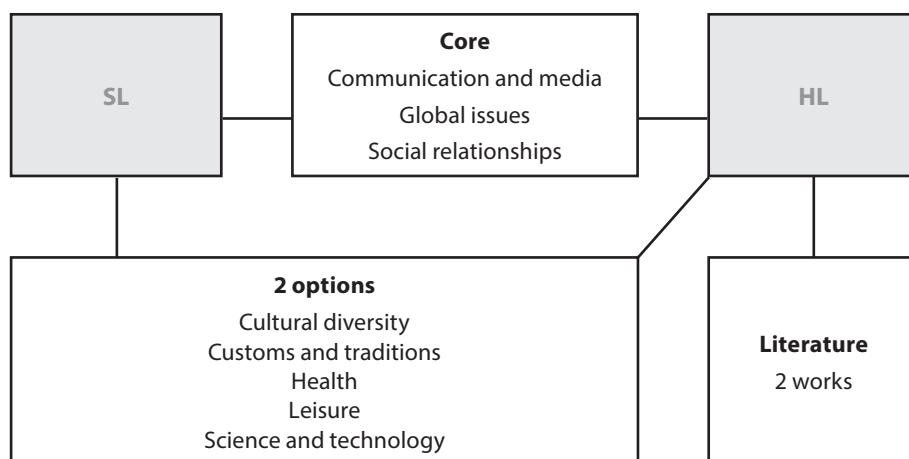 SL
Core
Communication and media
Global issues
Social relationships
HL
2 options
Cultural diversity
Customs and traditions
Health
Leisure
Science and technology
Literature
2 works